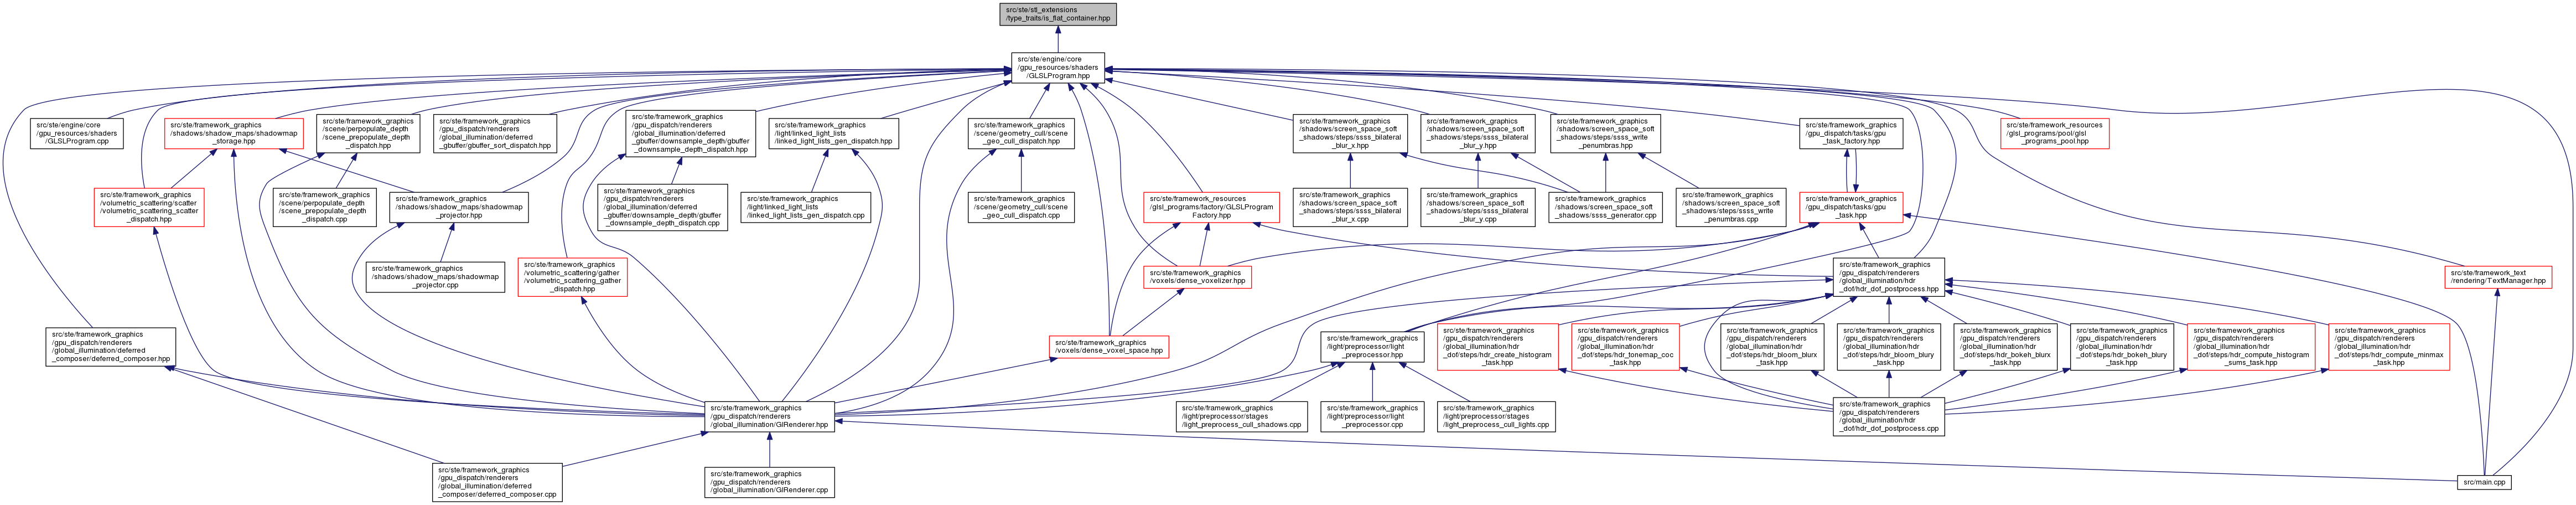 src/ste/stl_extensions
/type_traits/is_flat_container.hpp
src/ste/engine/core
/gpu_resources/shaders
/GLSLProgram.hpp
src/ste/engine/core
/gpu_resources/shaders
/GLSLProgram.cpp
src/ste/framework_graphics
/shadows/shadow_maps/shadowmap
_storage.hpp
src/ste/framework_graphics
/scene/perpopulate_depth
/scene_prepopulate_depth
_dispatch.hpp
src/ste/framework_graphics
/gpu_dispatch/renderers
/global_illumination/deferred
_gbuffer/gbuffer_sort_dispatch.hpp
src/ste/framework_graphics
/gpu_dispatch/renderers
/global_illumination/deferred
_gbuffer/downsample_depth/gbuffer
_downsample_depth_dispatch.hpp
src/ste/framework_graphics
/light/linked_light_lists
/linked_light_lists_gen_dispatch.hpp
src/ste/framework_graphics
/scene/geometry_cull/scene
_geo_cull_dispatch.hpp
src/ste/framework_graphics
/shadows/screen_space_soft
_shadows/steps/ssss_bilateral
_blur_x.hpp
src/ste/framework_graphics
/shadows/screen_space_soft
_shadows/steps/ssss_bilateral
_blur_y.hpp
src/ste/framework_graphics
/shadows/screen_space_soft
_shadows/steps/ssss_write
_penumbras.hpp
src/ste/framework_graphics
/gpu_dispatch/tasks/gpu
_task_factory.hpp
src/ste/framework_resources
/glsl_programs/pool/glsl
_programs_pool.hpp
src/ste/framework_graphics
/volumetric_scattering/scatter
/volumetric_scattering_scatter
_dispatch.hpp
src/ste/framework_graphics
/scene/perpopulate_depth
/scene_prepopulate_depth
_dispatch.cpp
src/ste/framework_graphics
/shadows/shadow_maps/shadowmap
_projector.hpp
src/ste/framework_graphics
/gpu_dispatch/renderers
/global_illumination/deferred
_gbuffer/downsample_depth/gbuffer
_downsample_depth_dispatch.cpp
src/ste/framework_graphics
/light/linked_light_lists
/linked_light_lists_gen_dispatch.cpp
src/ste/framework_graphics
/scene/geometry_cull/scene
_geo_cull_dispatch.cpp
src/ste/framework_resources
/glsl_programs/factory/GLSLProgram
Factory.hpp
src/ste/framework_graphics
/shadows/screen_space_soft
_shadows/steps/ssss_bilateral
_blur_x.cpp
src/ste/framework_graphics
/shadows/screen_space_soft
_shadows/steps/ssss_bilateral
_blur_y.cpp
src/ste/framework_graphics
/shadows/screen_space_soft
_shadows/ssss_generator.cpp
src/ste/framework_graphics
/shadows/screen_space_soft
_shadows/steps/ssss_write
_penumbras.cpp
src/ste/framework_graphics
/gpu_dispatch/tasks/gpu
_task.hpp
src/ste/framework_graphics
/shadows/shadow_maps/shadowmap
_projector.cpp
src/ste/framework_graphics
/volumetric_scattering/gather
/volumetric_scattering_gather
_dispatch.hpp
src/ste/framework_graphics
/voxels/dense_voxelizer.hpp
src/ste/framework_graphics
/gpu_dispatch/renderers
/global_illumination/hdr
_dof/hdr_dof_postprocess.hpp
src/ste/framework_text
/rendering/TextManager.hpp
src/ste/framework_graphics
/gpu_dispatch/renderers
/global_illumination/deferred
_composer/deferred_composer.hpp
src/ste/framework_graphics
/voxels/dense_voxel_space.hpp
src/ste/framework_graphics
/light/preprocessor/light
_preprocessor.hpp
src/ste/framework_graphics
/gpu_dispatch/renderers
/global_illumination/hdr
_dof/steps/hdr_create_histogram
_task.hpp
src/ste/framework_graphics
/gpu_dispatch/renderers
/global_illumination/hdr
_dof/steps/hdr_tonemap_coc
_task.hpp
src/ste/framework_graphics
/gpu_dispatch/renderers
/global_illumination/hdr
_dof/steps/hdr_bloom_blurx
_task.hpp
src/ste/framework_graphics
/gpu_dispatch/renderers
/global_illumination/hdr
_dof/steps/hdr_bloom_blury
_task.hpp
src/ste/framework_graphics
/gpu_dispatch/renderers
/global_illumination/hdr
_dof/steps/hdr_bokeh_blurx
_task.hpp
src/ste/framework_graphics
/gpu_dispatch/renderers
/global_illumination/hdr
_dof/steps/hdr_bokeh_blury
_task.hpp
src/ste/framework_graphics
/gpu_dispatch/renderers
/global_illumination/hdr
_dof/steps/hdr_compute_histogram
_sums_task.hpp
src/ste/framework_graphics
/gpu_dispatch/renderers
/global_illumination/hdr
_dof/steps/hdr_compute_minmax
_task.hpp
src/ste/framework_graphics
/gpu_dispatch/renderers
/global_illumination/GIRenderer.hpp
src/ste/framework_graphics
/light/preprocessor/stages
/light_preprocess_cull_shadows.cpp
src/ste/framework_graphics
/light/preprocessor/light
_preprocessor.cpp
src/ste/framework_graphics
/light/preprocessor/stages
/light_preprocess_cull_lights.cpp
src/ste/framework_graphics
/gpu_dispatch/renderers
/global_illumination/hdr
_dof/hdr_dof_postprocess.cpp
src/ste/framework_graphics
/gpu_dispatch/renderers
/global_illumination/deferred
_composer/deferred_composer.cpp
src/ste/framework_graphics
/gpu_dispatch/renderers
/global_illumination/GIRenderer.cpp
src/main.cpp